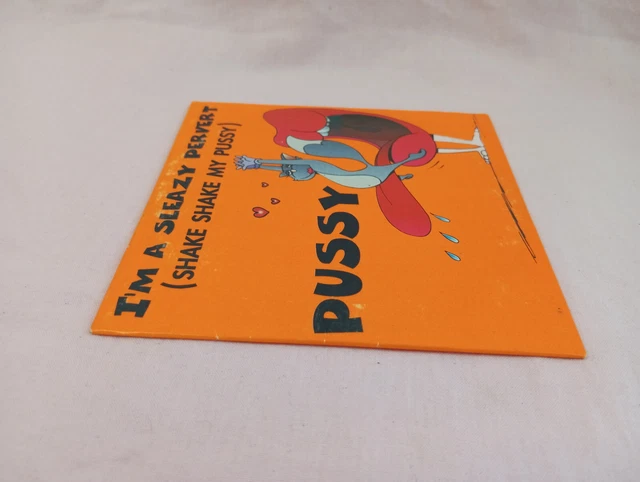 I'M A SLEAZY PERVERT
(SHAKE SHAKE MY PUSSY)
PUSSY